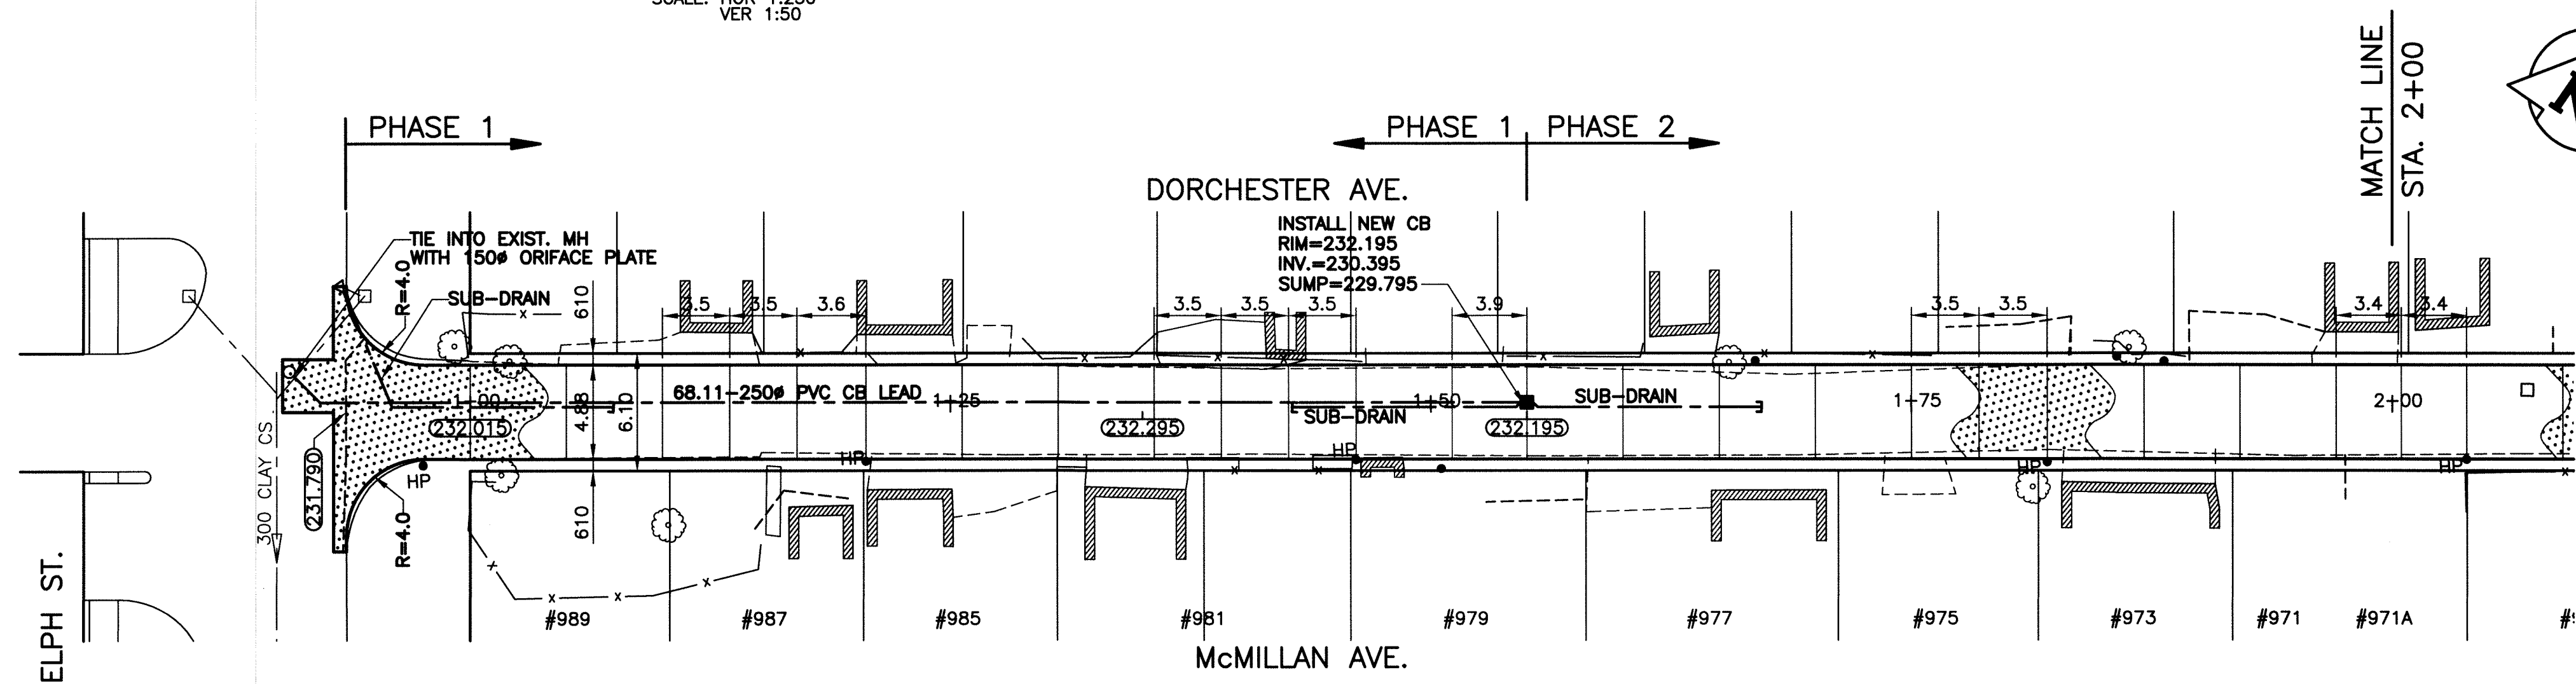 VER 1:50
PHASE 1
PHASE 1
PHASE 2
MATCH LINE
STA. 2+00
DORCHESTER AVE.
TIE INTO EXIST. MH
WITH 150ø ORIFACE PLATE
SUB-DRAIN
R=4.0
INSTALL NEW CB
RIM=232.195
INV.=230.395
SUMP=229.795
610
3.5
3.5
3.6
3.5
3.5
3.5
3.9
3.5
3.5
3.4
3.4
68.11-250ø PVC CB LEAD
1+00
1+25
1+50
1+75
2+00
SUB-DRAIN
SUB-DRAIN
4.88
6.10
232.015
232.295
232.195
231.790
300 CLAY CS
HP
HP
HP
HP
HP
R=4.0
610
ELPH ST.
#989
#987
#985
#981
#979
#977
#975
#973
#971
#971A
McMILLAN AVE.